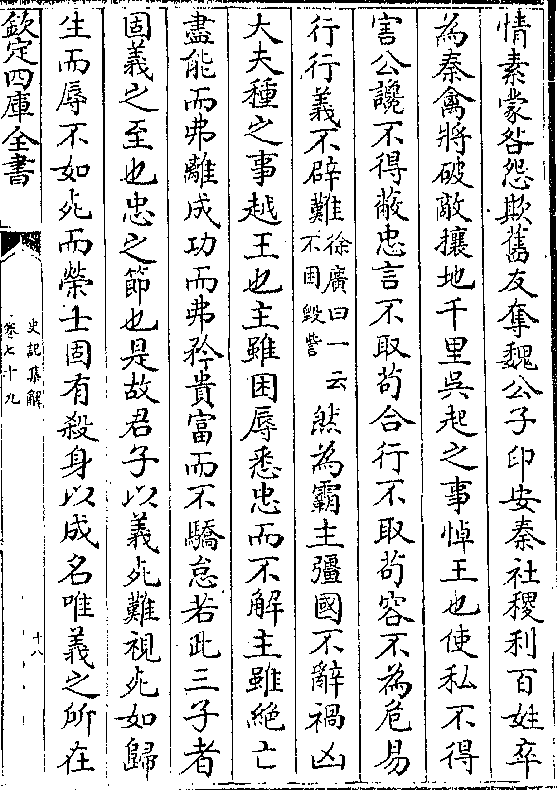 情素蒙咎怨欺舊友奪魏公子卬安秦社稷利百姓卒
為秦禽將破敵攘地千里吳起之事悼王也使私不得
害公讒不得蔽忠言不取茍合行不取茍容不為危易
行行義不辟難徐廣曰一云不困毀訾然為霸主彊國不辭禍凶
大夫種之事越王也主雖困辱悉忠而不解主雖絶亡
盡能而弗離成功而弗矜貴富而不驕怠若此三子者
固義之至也忠之節也是故君子以義死難視死如歸
生而辱不如死而榮士固有殺身以成名唯義之所在
欽定四庫全書
史記集解
卷七十九
十八